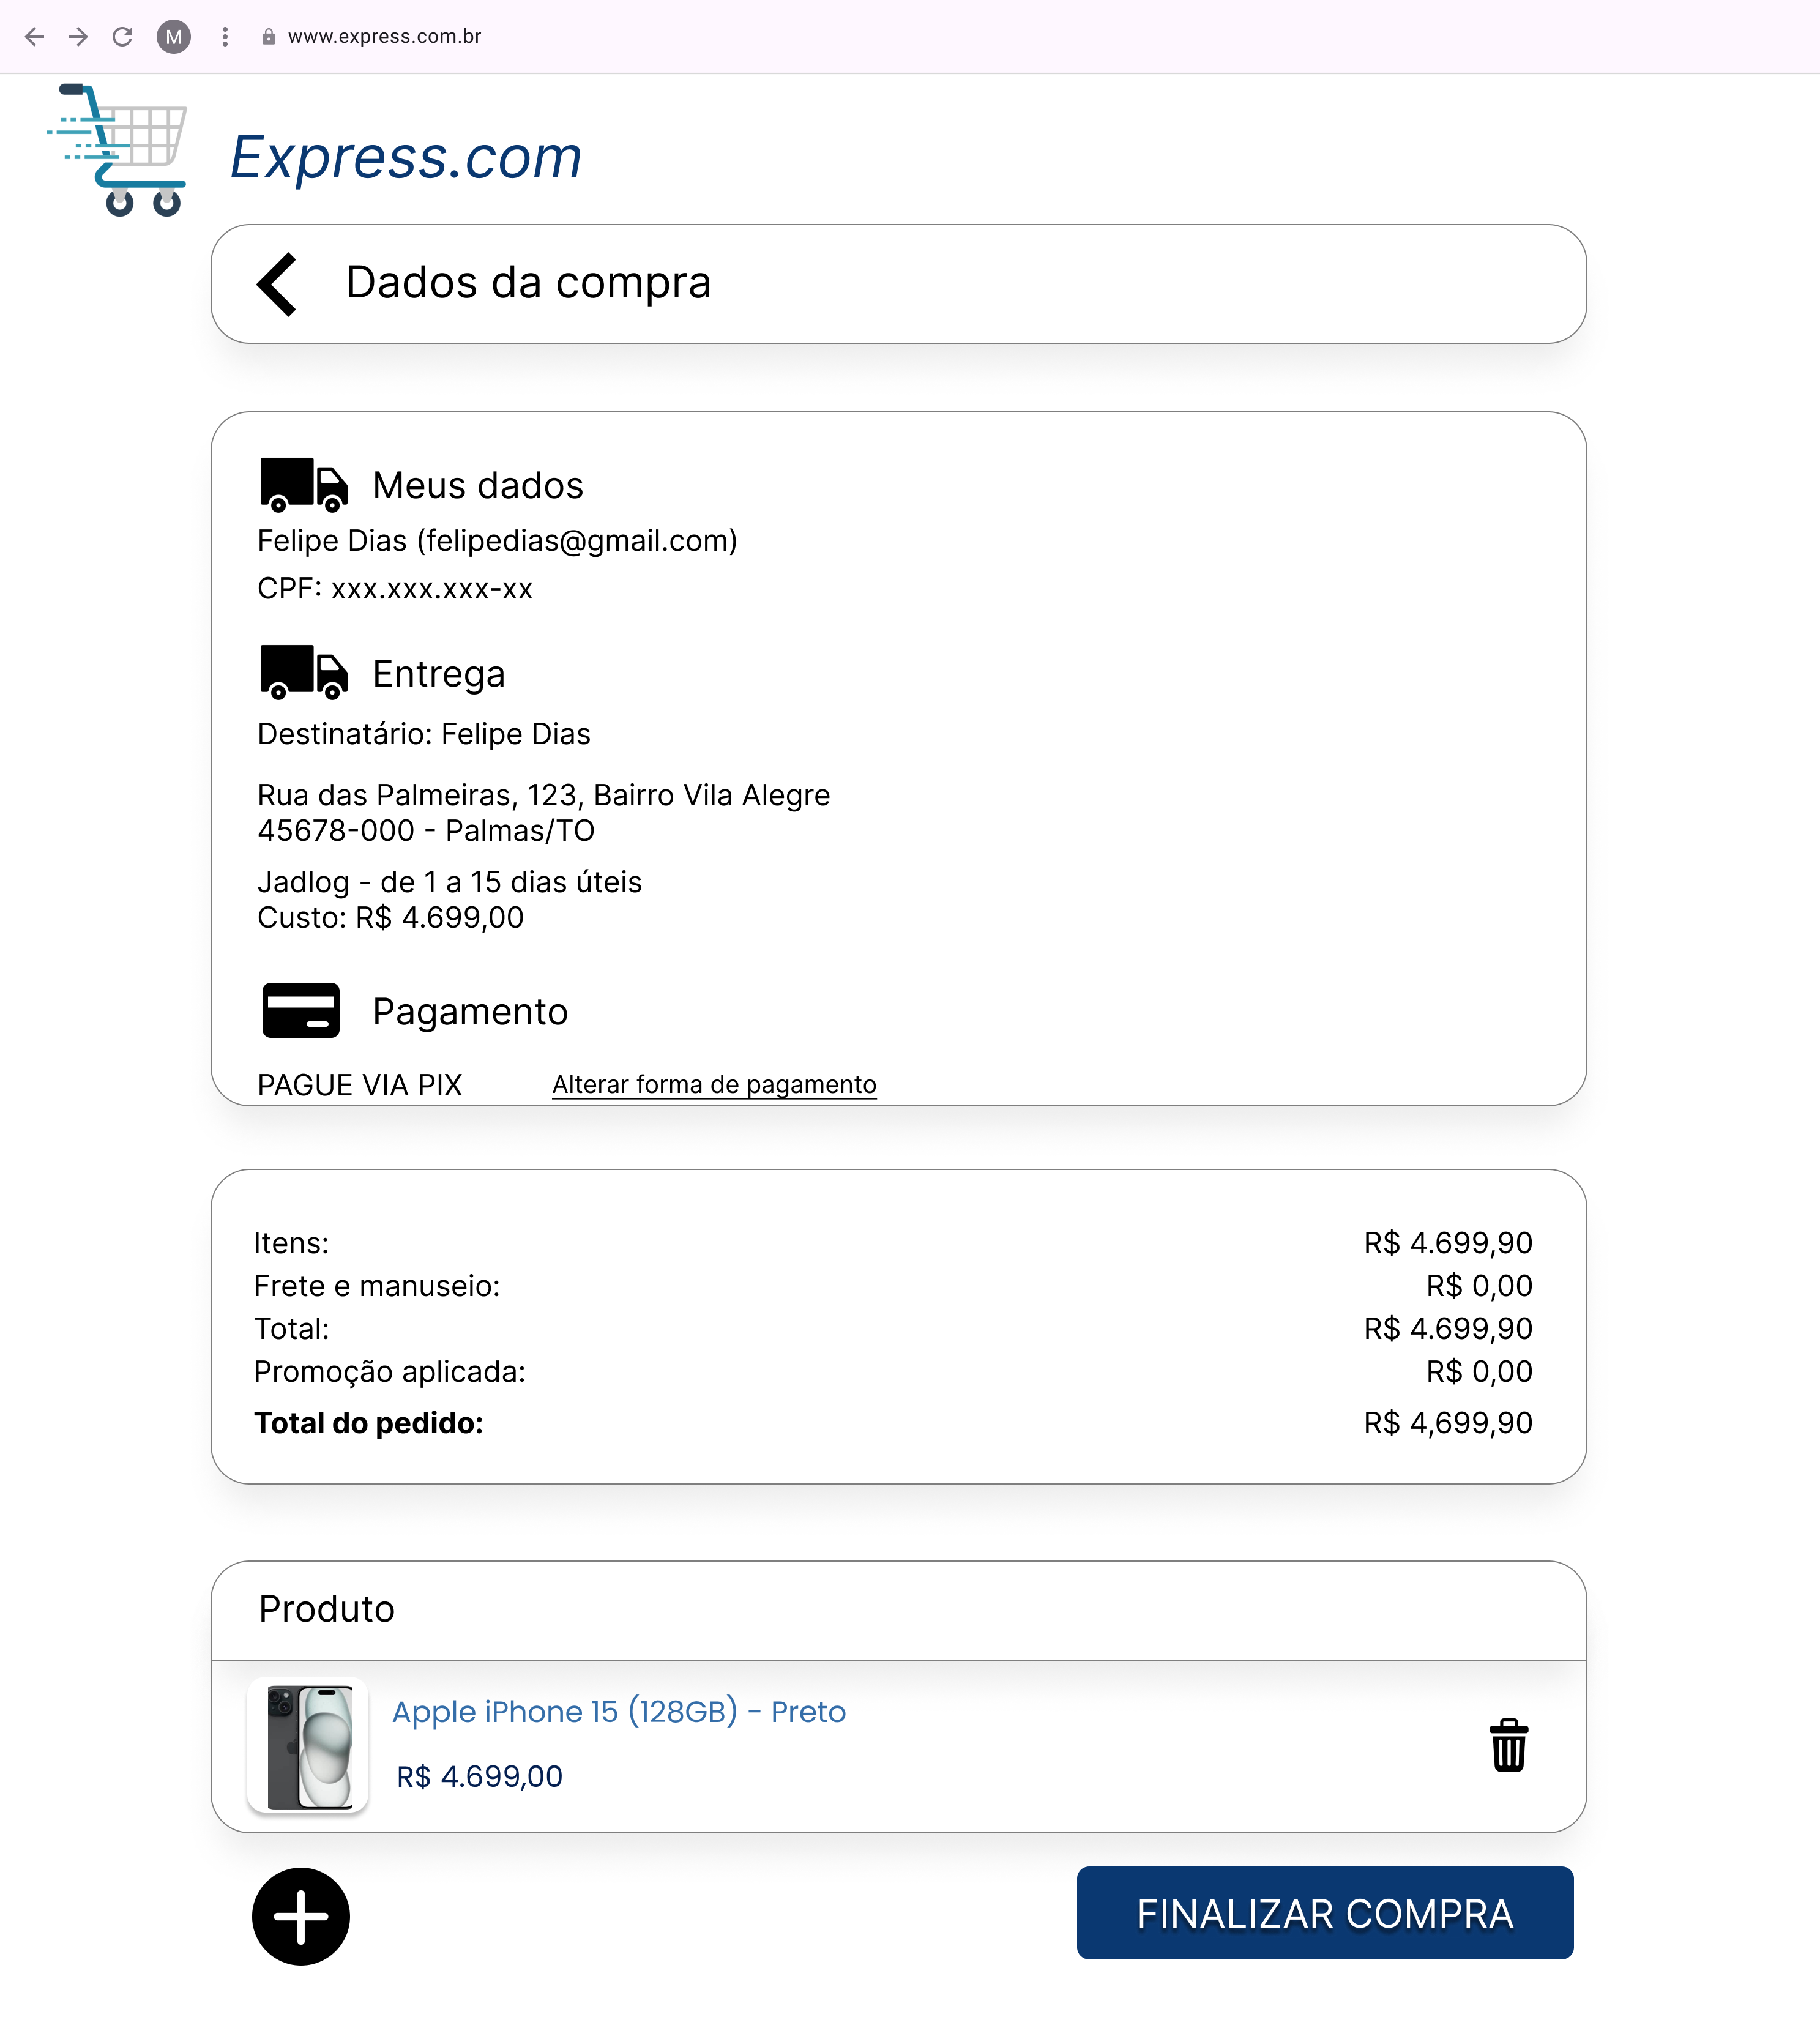 M
www.express.com.br
Express.com
Dados da compra
Meus dados
Felipe Dias (felipedias@gmail.com)
CPF: xxx.xxx.xxx-xx
Entrega
Destinatário: Felipe Dias
Rua das Palmeiras, 123, Bairro Vila Alegre
45678-000 - Palmas/TO
Jadlog - de 1 a 15 dias úteis
Custo: R$ 4.699,00
Pagamento
PAGUE VIA PIX Alterar forma de pagamento
Itens: R$ 4.699,90
Frete e manuseio: R$ 0,00
Total: R$ 4.699,90
Promoção aplicada: R$ 0,00
Total do pedido: R$ 4,699,90
Produto
Apple iPhone 15 (128GB) - Preto
R$ 4.699,00
FINALIZAR COMPRA